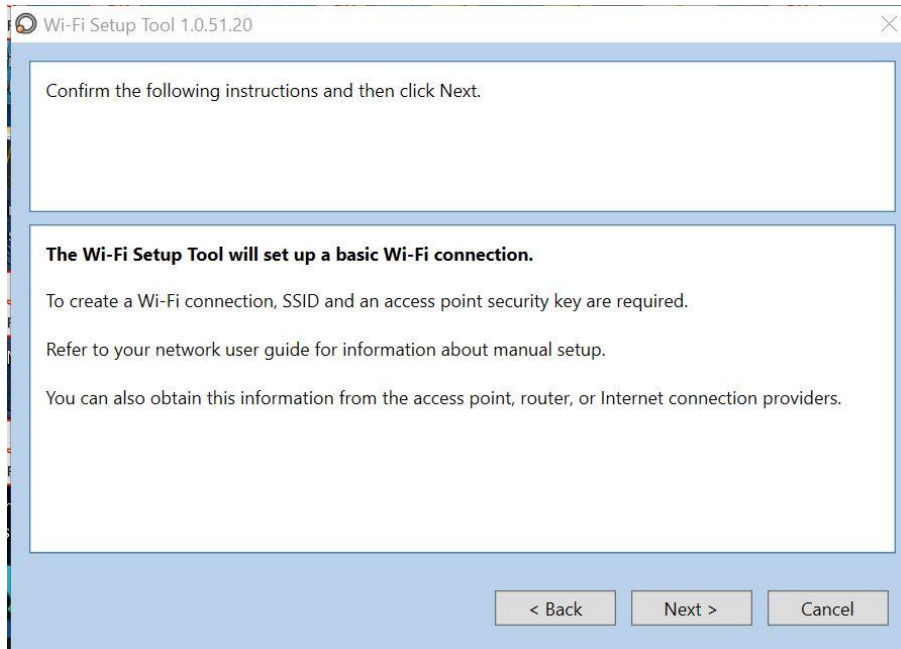 Wi-Fi Setup Tool 1.0.51.20
Confirm the following instructions and then click Next.
The Wi-Fi Setup Tool will set up a basic Wi-Fi connection.
To create a Wi-Fi connection, SSID and an access point security key are required.
Refer to your network user guide for information about manual setup.
You can also obtain this information from the access point, router, or Internet connection providers.
< Back
Next >
Cancel